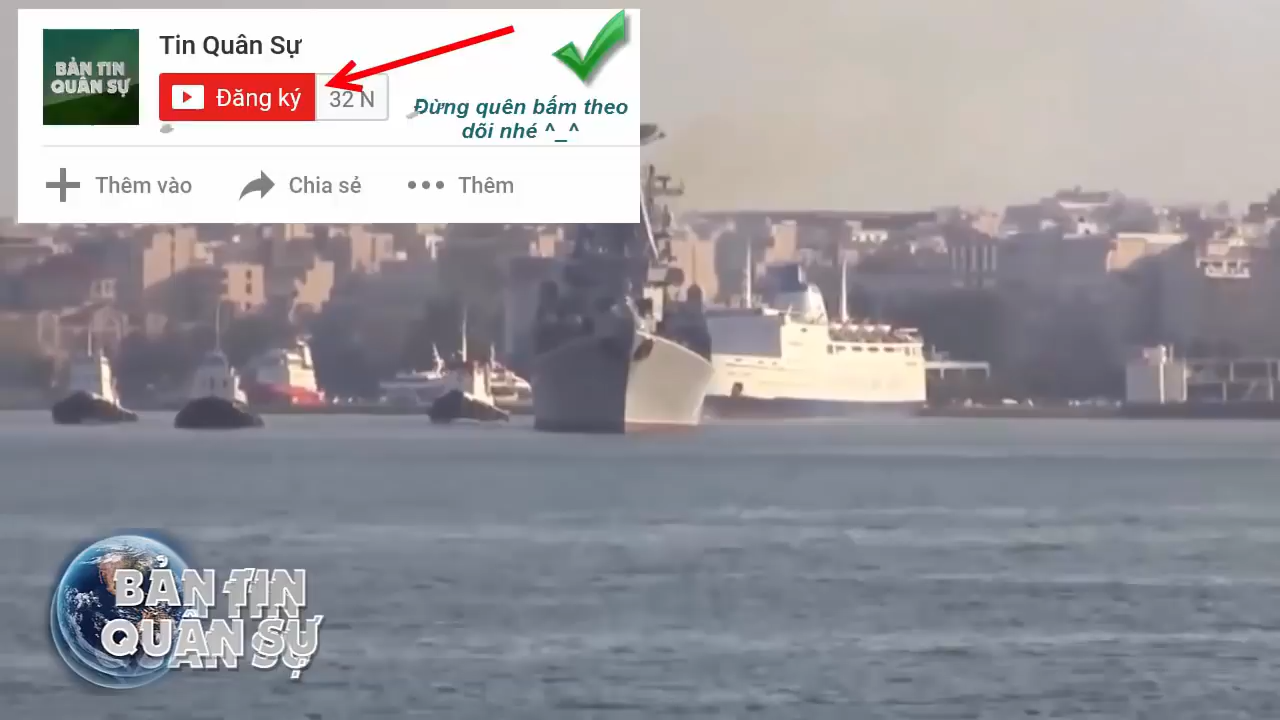 Tin Quân Sự
BẢN TIN
QUÂN SỰ
Đăng ký
32 N
Đừng quên bấm theo
dõi nhé ^_^
Thêm vào
Chia sẻ
Thêm
BẢN TIN
QUÂN SỰ